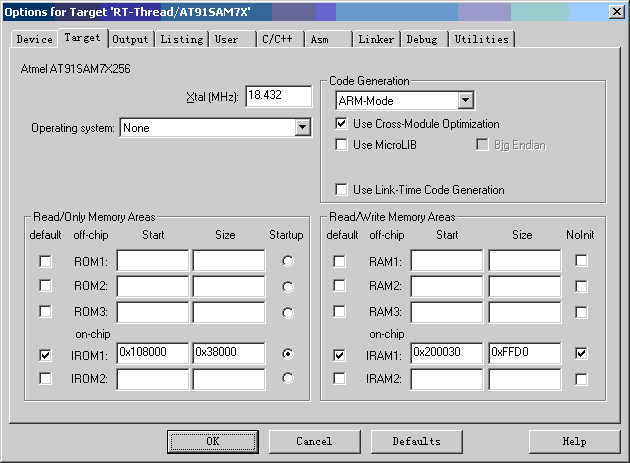 Options for Target 'RT-Thread/AT91SAM7X'
Device Target Output Listing User C/C++ Asm Linker Debug Utilities
Atmel AT91SAM7X256
Xtal (MHz): 18.432
Operating system: None
Code Generation
ARM-Mode
Use Cross-Module Optimization
Use MicroLIB Big Endian
Use Link-Time Code Generation
Read/Only Memory Areas
default off-chip Start Size Startup
ROM1:
ROM2:
ROM3:
on-chip
IROM1: 0x108000 0x38000
IROM2:
Read/Write Memory Areas
default off-chip Start Size NoInit
RAM1:
RAM2:
RAM3:
on-chip
IRAM1: 0x200030 0xFFD0
IRAM2:
OK Cancel Defaults Help